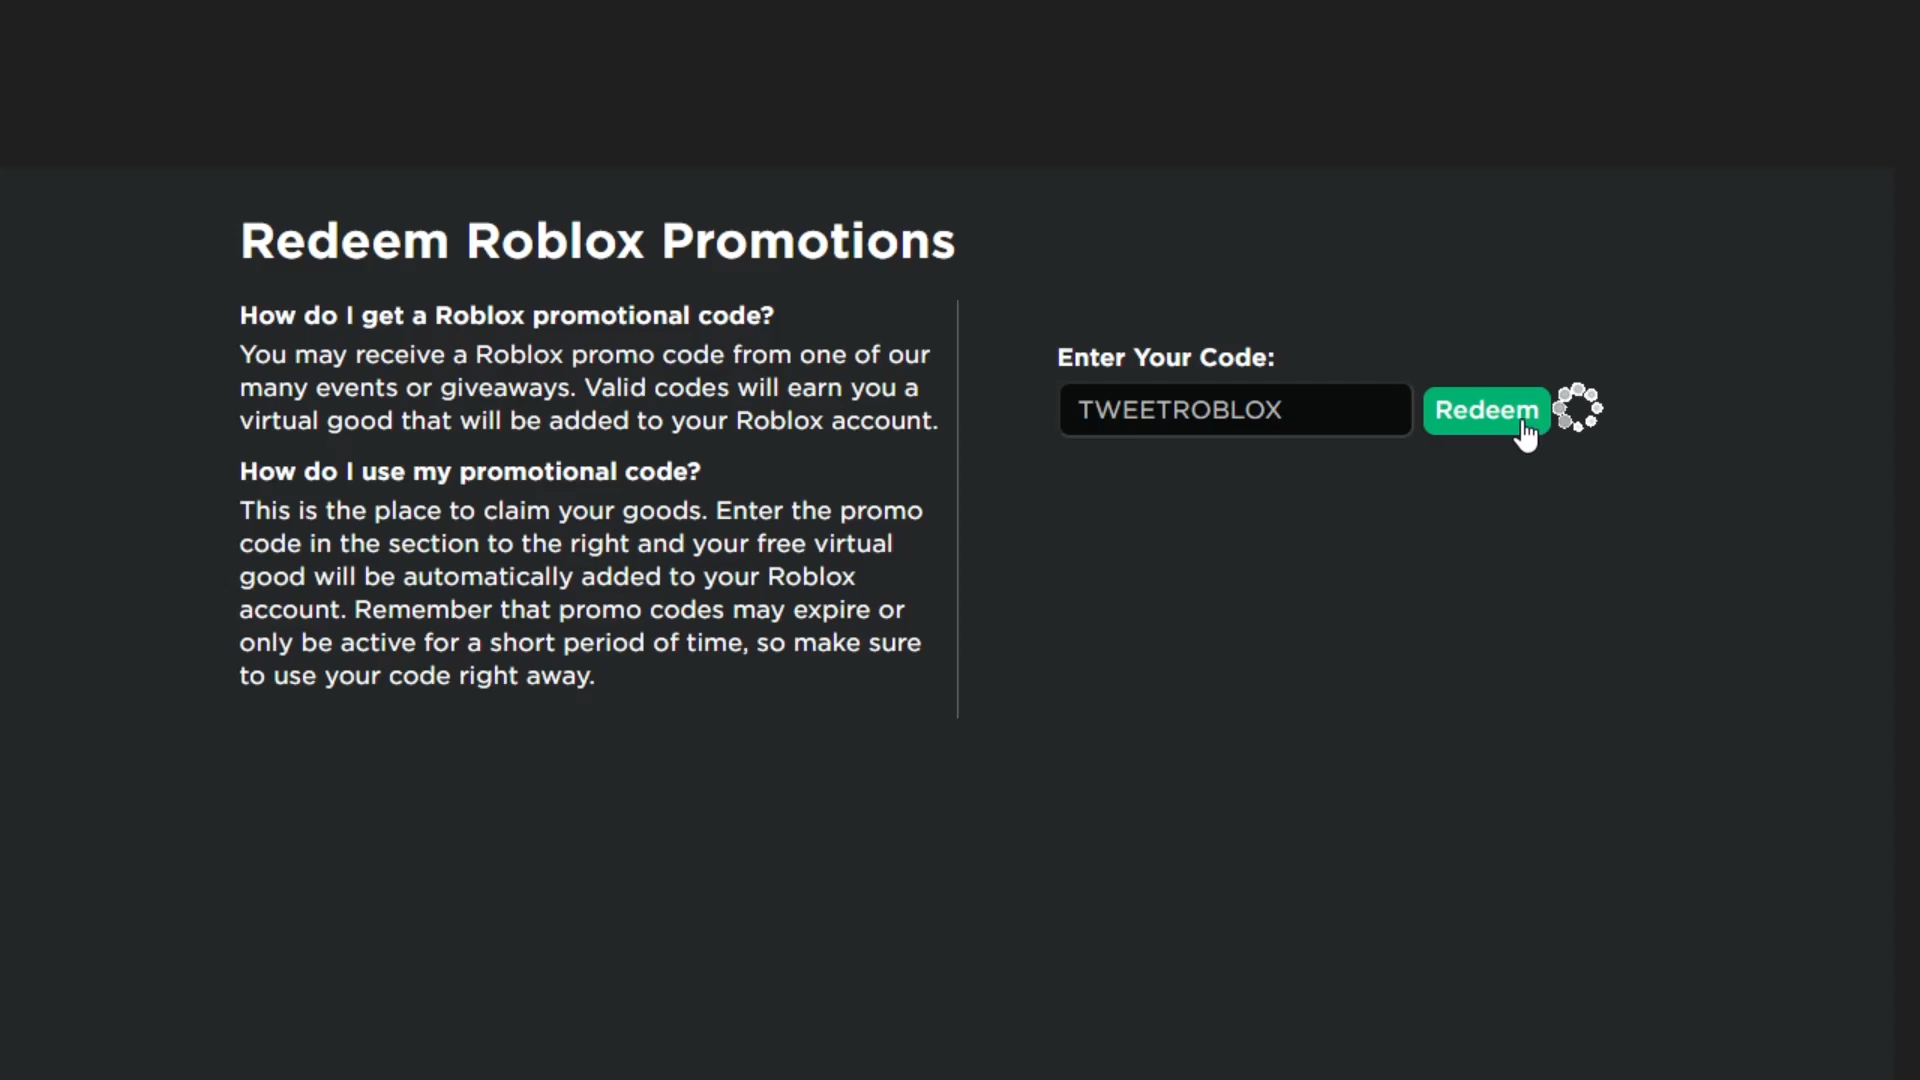 Redeem Roblox Promotions
How do I get a Roblox promotional code?
You may receive a Roblox promo code from one of our
many events or giveaways. Valid codes will earn you a
virtual good that will be added to your Roblox account.
How do I use my promotional code?
This is the place to claim your goods. Enter the promo
code in the section to the right and your free virtual
good will be automatically added to your Roblox
account. Remember that promo codes may expire or
only be active for a short period of time, so make sure
to use your code right away.
Enter Your Code:
TWEETROBLOX
Redeem